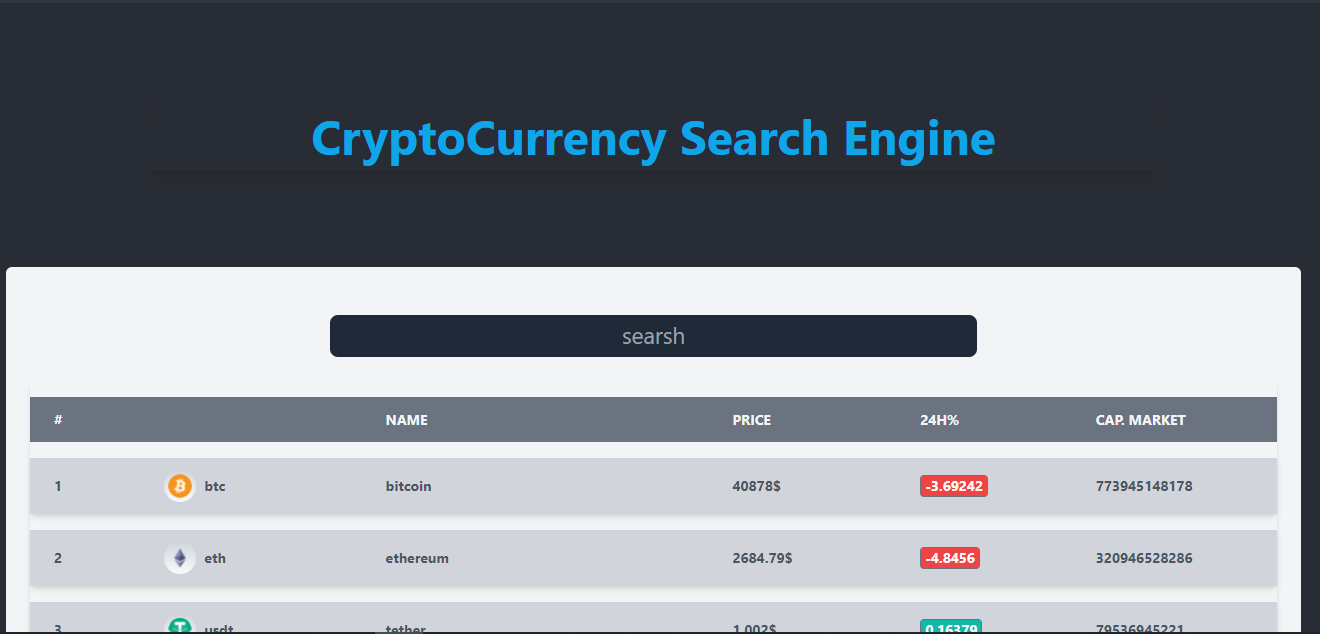 CryptoCurrency Search Engine
searsh
# NAME PRICE 24H% CAP. MARKET
1 btc bitcoin 40878$ -3.69242 773945148178
2 eth ethereum 2684.79$ -4.8456 320946528286
3 usdt tether 1.002$ 0.16379 79536945221